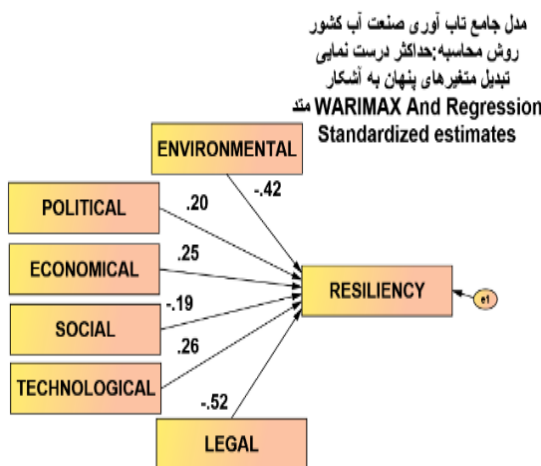 مدل جامع تاب آوری صنعت آب کشور
روش محاسبه:حداکثر درست نمایی
تبدیل متغیرهای پنهان به آشکار
متد WARIMAX And Regression
Standardized estimates
ENVIRONMENTAL
-.42
POLITICAL
.20
ECONOMICAL
.25
RESILIENCY
e1
SOCIAL
-.19
TECHNOLOGICAL
.26
-.52
LEGAL